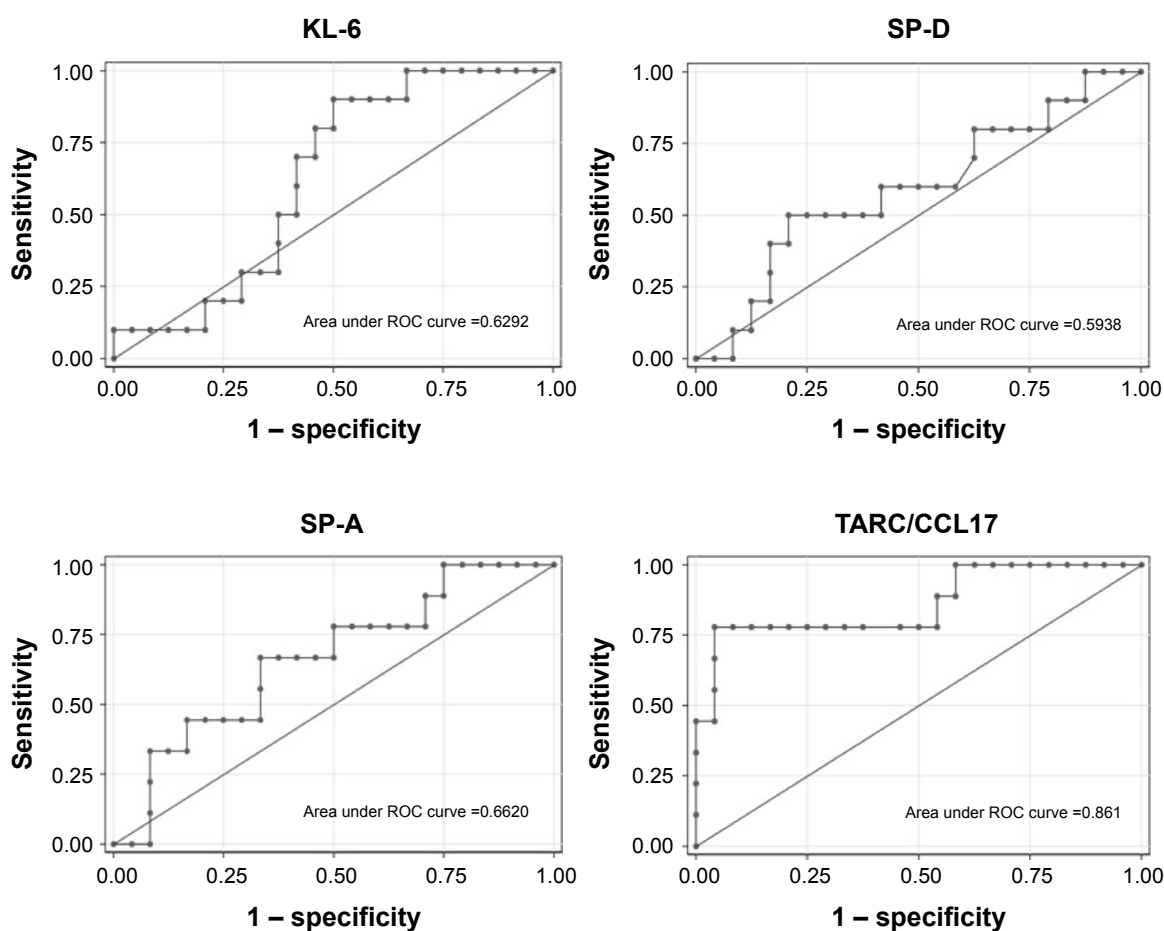 KL-6
1.00
0.75
0.50
0.25
0.00
Sensitivity
Area under ROC curve =0.6292
0.00 0.25 0.50 0.75 1.00
1 – specificity
SP-D
1.00
0.75
0.50
0.25
0.00
Sensitivity
Area under ROC curve =0.5938
0.00 0.25 0.50 0.75 1.00
1 – specificity
SP-A
1.00
0.75
0.50
0.25
0.00
Sensitivity
Area under ROC curve =0.6620
0.00 0.25 0.50 0.75 1.00
1 – specificity
TARC/CCL17
1.00
0.75
0.50
0.25
0.00
Sensitivity
Area under ROC curve =0.861
0.00 0.25 0.50 0.75 1.00
1 – specificity